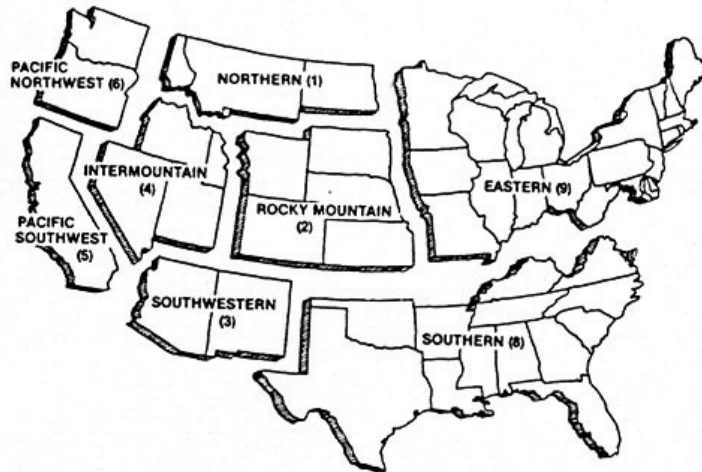 PACIFIC
NORTHWEST (6)
NORTHERN (1)
INTERMOUNTAIN
(4)
EASTERN (9)
ROCKY MOUNTAIN
(2)
PACIFIC
SOUTHWEST
(5)
SOUTHWESTERN
(3)
SOUTHERN (8)